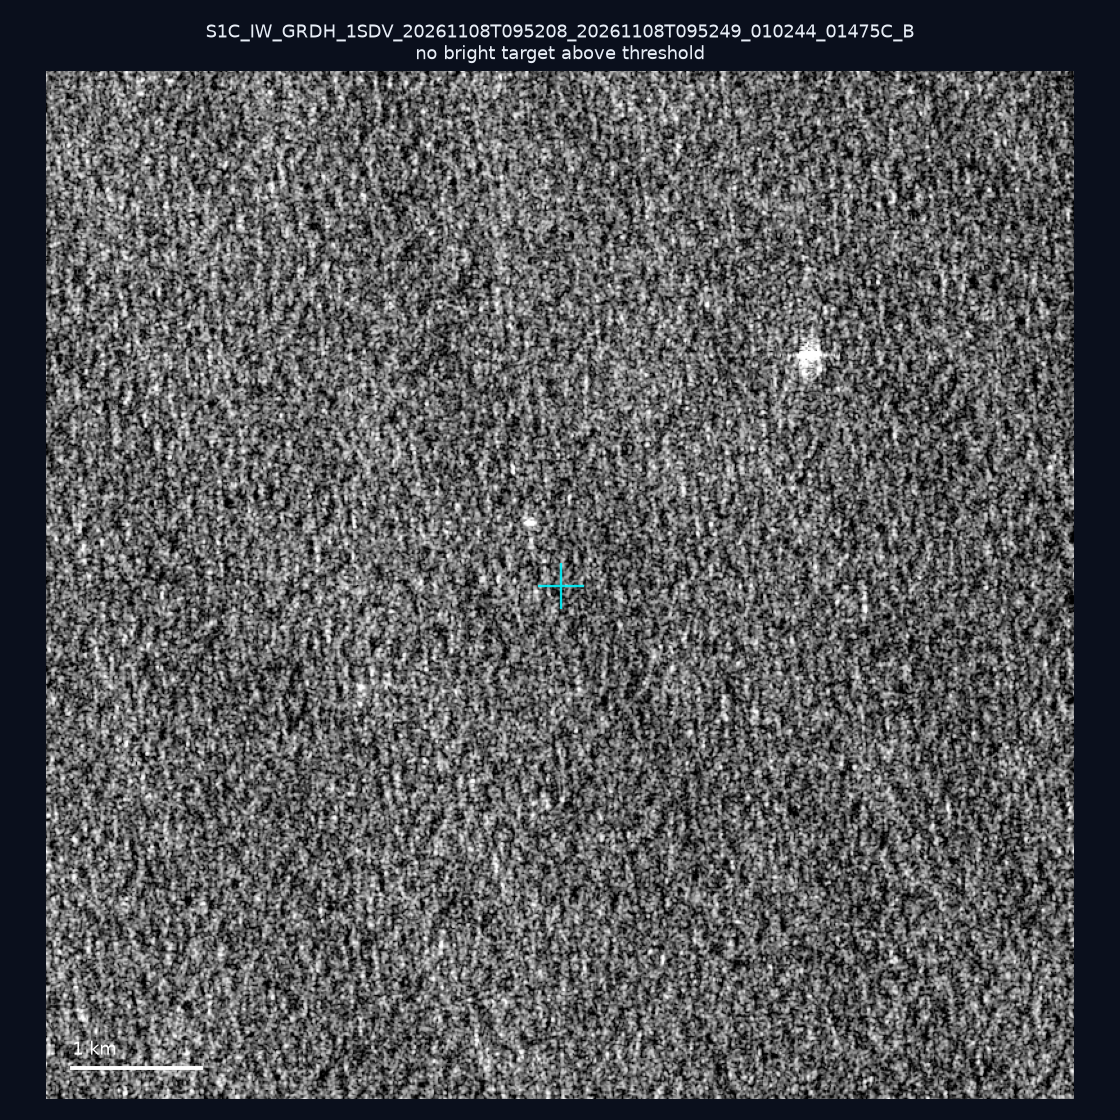 S1C_IW_GRDH_1SDV_20261108T095208_20261108T095249_010244_01475C_B
no bright target above threshold
1 km